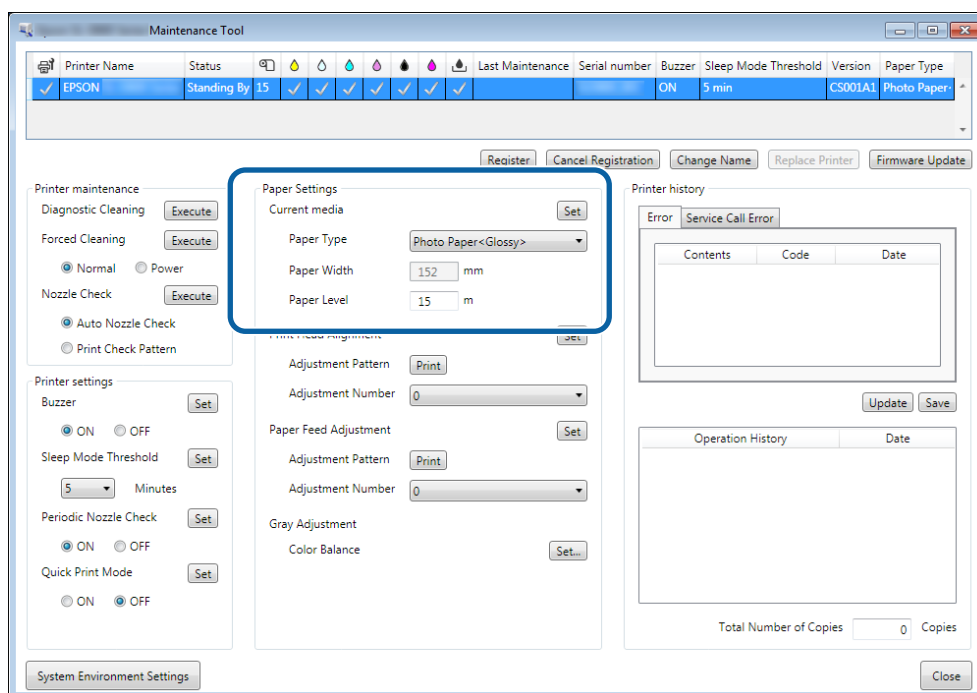 Maintenance Tool
Printer Name Status Last Maintenance Serial number Buzzer Sleep Mode Threshold Version Paper Type
EPSON Standing By 15 ON 5 min CS001A1 Photo Paper
Register Cancel Registration Change Name Replace Printer Firmware Update
Printer maintenance
Diagnostic Cleaning Execute
Forced Cleaning Execute
Normal Power
Nozzle Check Execute
Auto Nozzle Check
Print Check Pattern
Printer settings
Buzzer Set
ON OFF
Sleep Mode Threshold Set
5 Minutes
Periodic Nozzle Check Set
ON OFF
Quick Print Mode Set
ON OFF
Paper Settings
Current media Set
Paper Type Photo Paper<Glossy>
Paper Width 152 mm
Paper Level 15 m
Print Head Alignment Set
Adjustment Pattern Print
Adjustment Number 0
Paper Feed Adjustment Set
Adjustment Pattern Print
Adjustment Number 0
Gray Adjustment
Color Balance Set...
Printer history
Error Service Call Error
Contents Code Date
Update Save
Operation History Date
Total Number of Copies 0 Copies
System Environment Settings Close